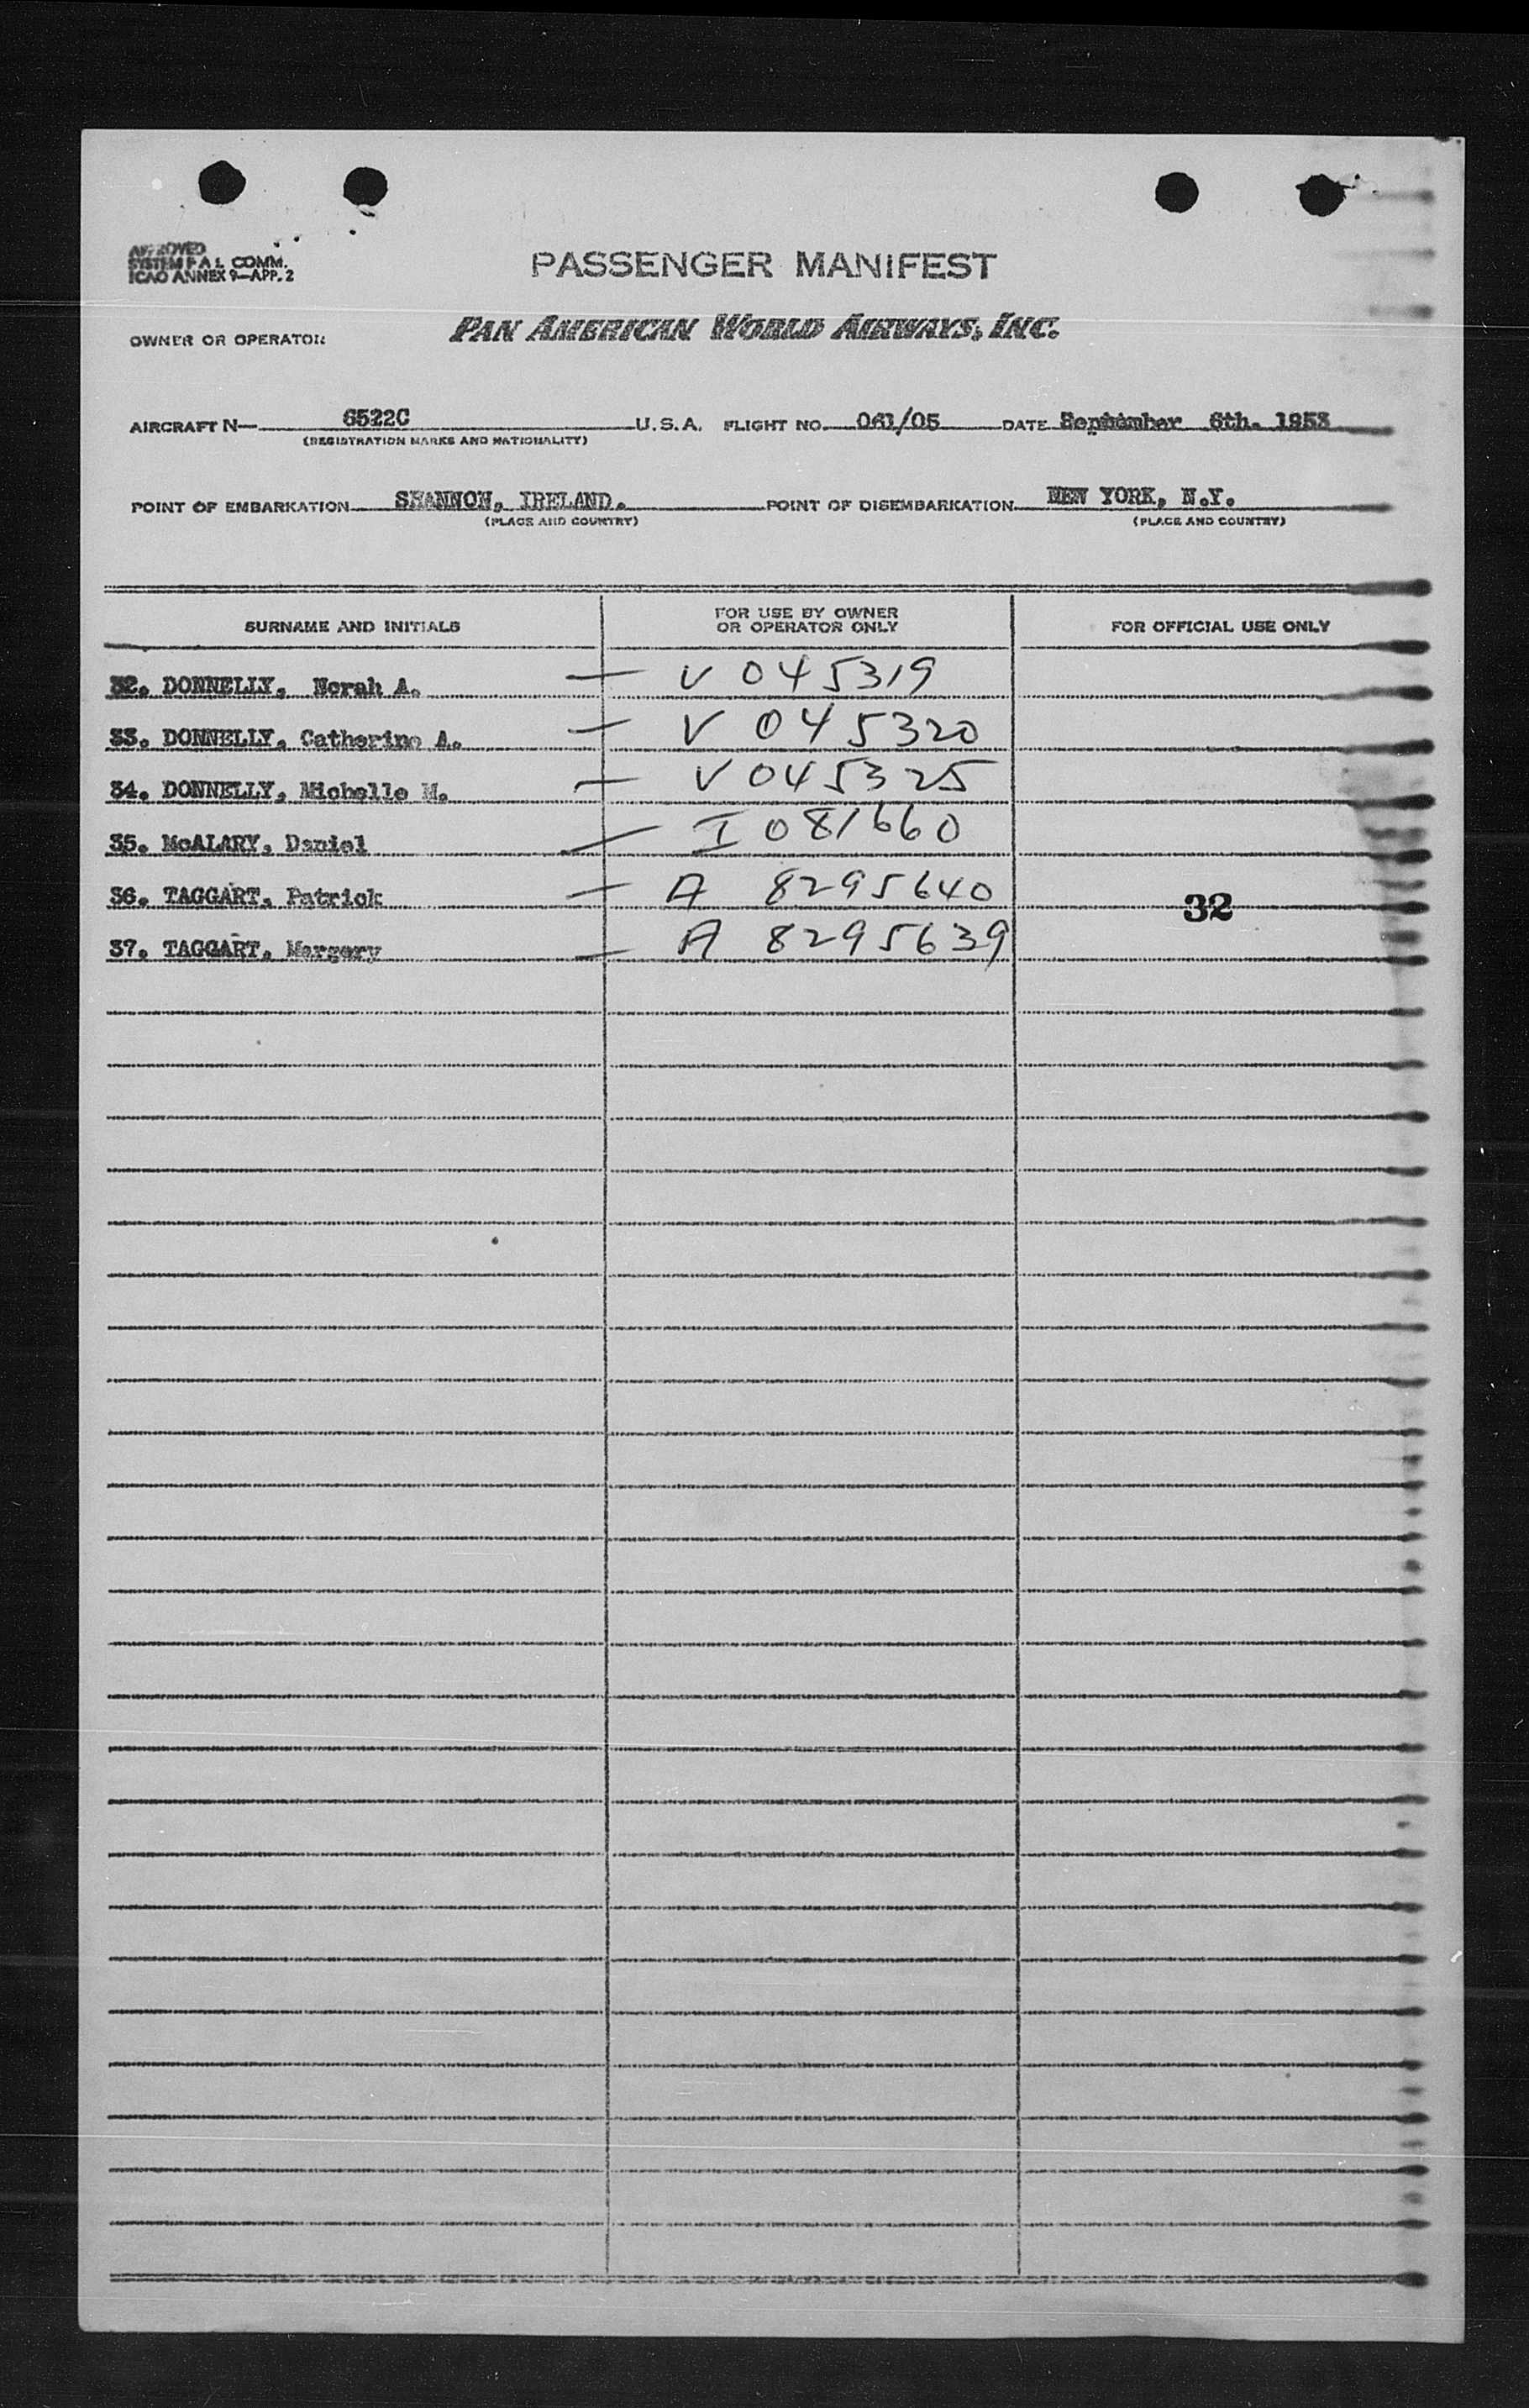 APPROVED
SYSTEM F A L COMM.
ICAO ANNEX 9—APP. 2
PASSENGER MANIFEST
OWNER OR OPERATOR PAN AMERICAN WORLD AIRWAYS, INC.
AIRCRAFT N— 6522C U.S.A. FLIGHT NO. 061/05 DATE September 6th. 1953
(REGISTRATION MARKS AND NATIONALITY)
POINT OF EMBARKATION SHANNON, IRELAND. POINT OF DISEMBARKATION NEW YORK, N.Y.
(PLACE AND COUNTRY) (PLACE AND COUNTRY)
SURNAME AND INITIALS FOR USE BY OWNER OR OPERATOR ONLY FOR OFFICIAL USE ONLY
32. DONNELLY, Norah A. — V 045319
33. DONNELLY, Catherine A. — V 045320
34. DONNELLY, Michelle M. — V 045325
35. McALARY, Daniel — I 081660
36. TAGGART, Patrick — A 8295640 32
37. TAGGART, Margery — A 8295639